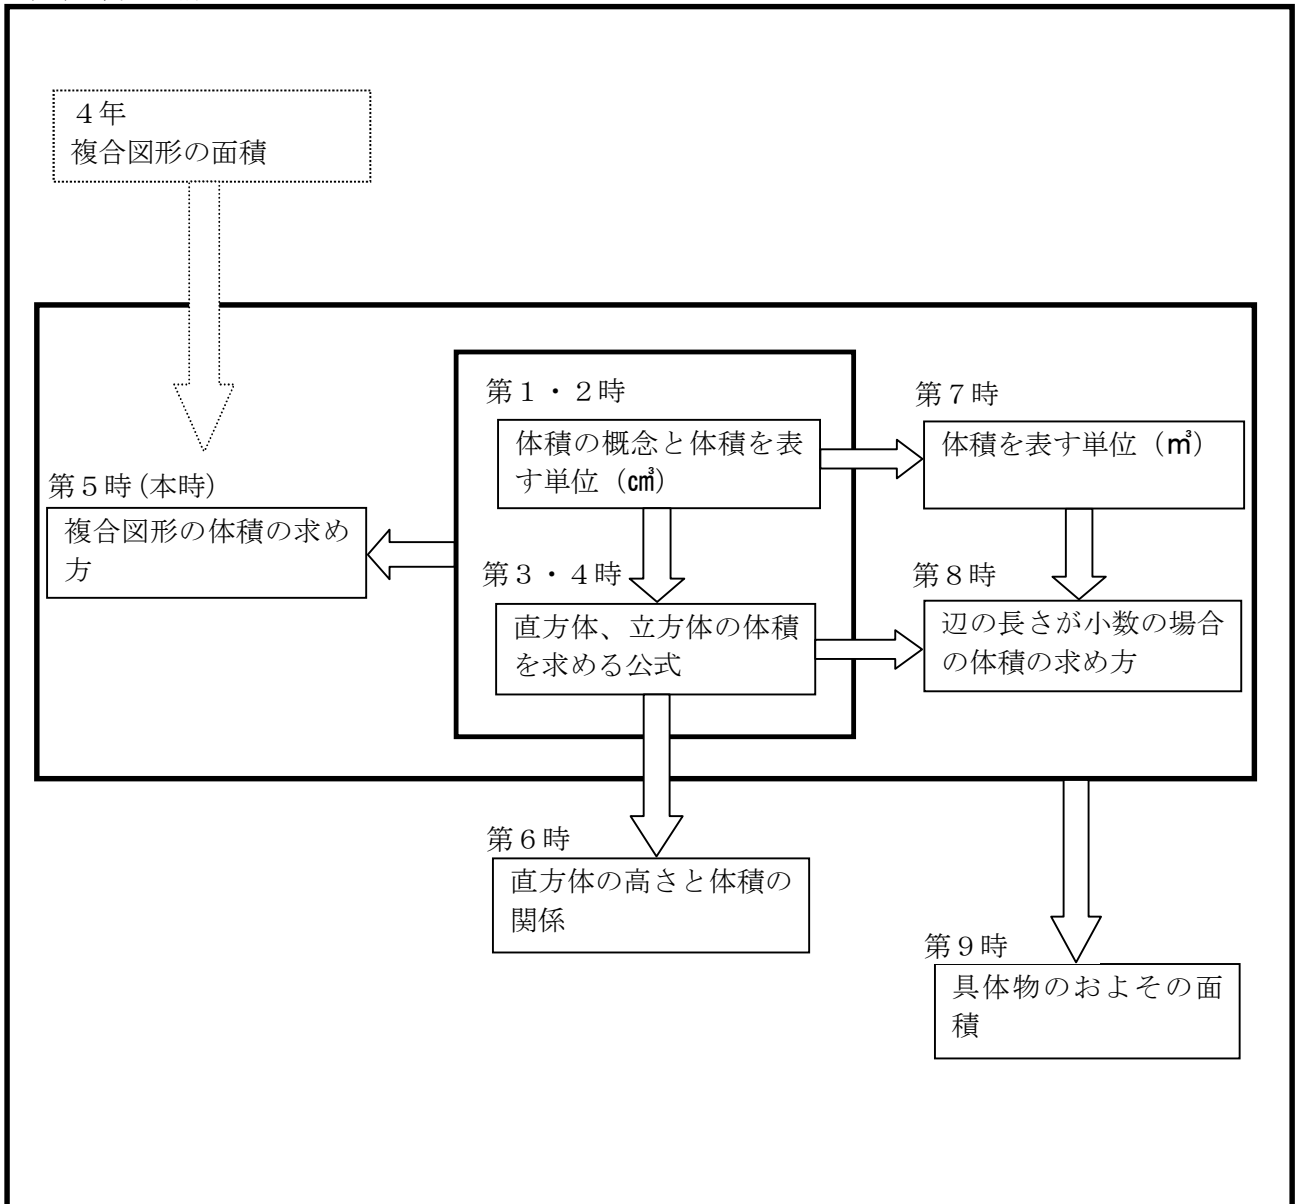 ４年
複合図形の面積
第１・２時
体積の概念と体積を表
す単位（㎤）
第７時
体積を表す単位（㎥）
第５時(本時)
複合図形の体積の求め
方
第３・４時
直方体、立方体の体積
を求める公式
第８時
辺の長さが小数の場合
の体積の求め方
第６時
直方体の高さと体積の
関係
第９時
具体物のおよその面
積